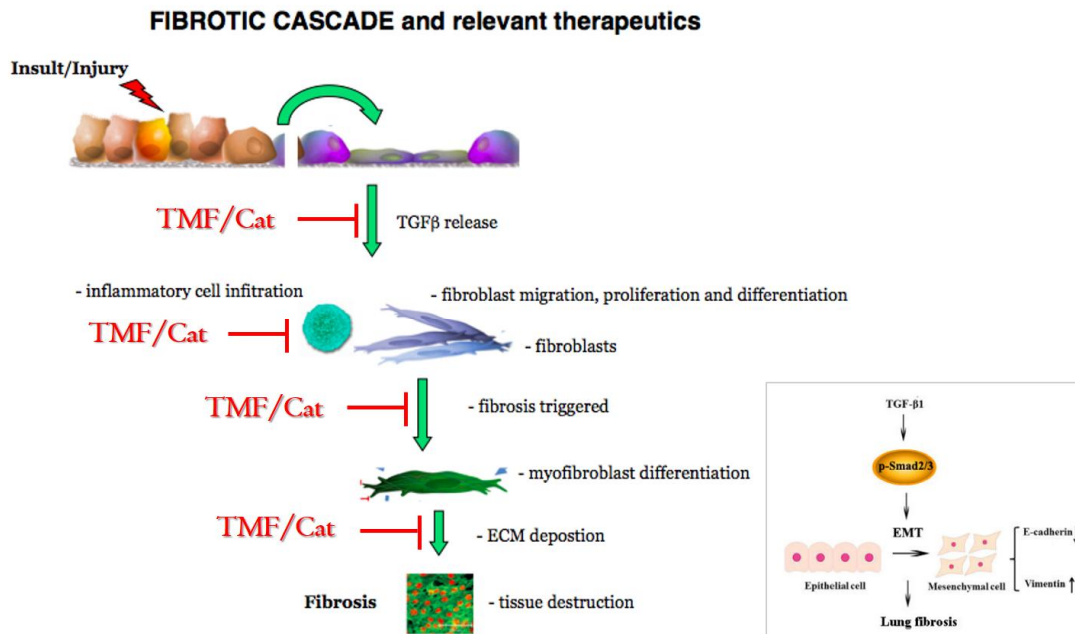 FIBROTIC CASCADE and relevant therapeutics
Insult/Injury
TMF/Cat
TGFβ release
- inflammatory cell infitration
- fibroblast migration, proliferation and differentiation
TMF/Cat
- fibroblasts
TMF/Cat
- fibrosis triggered
- myofibroblast differentiation
TMF/Cat
- ECM depostion
Fibrosis
- tissue destruction
TGF-β1
p-Smad2/3
EMT
E-cadherin ↓
Epithelial cell
Mesenchymal cell
Vimentin ↑
Lung fibrosis